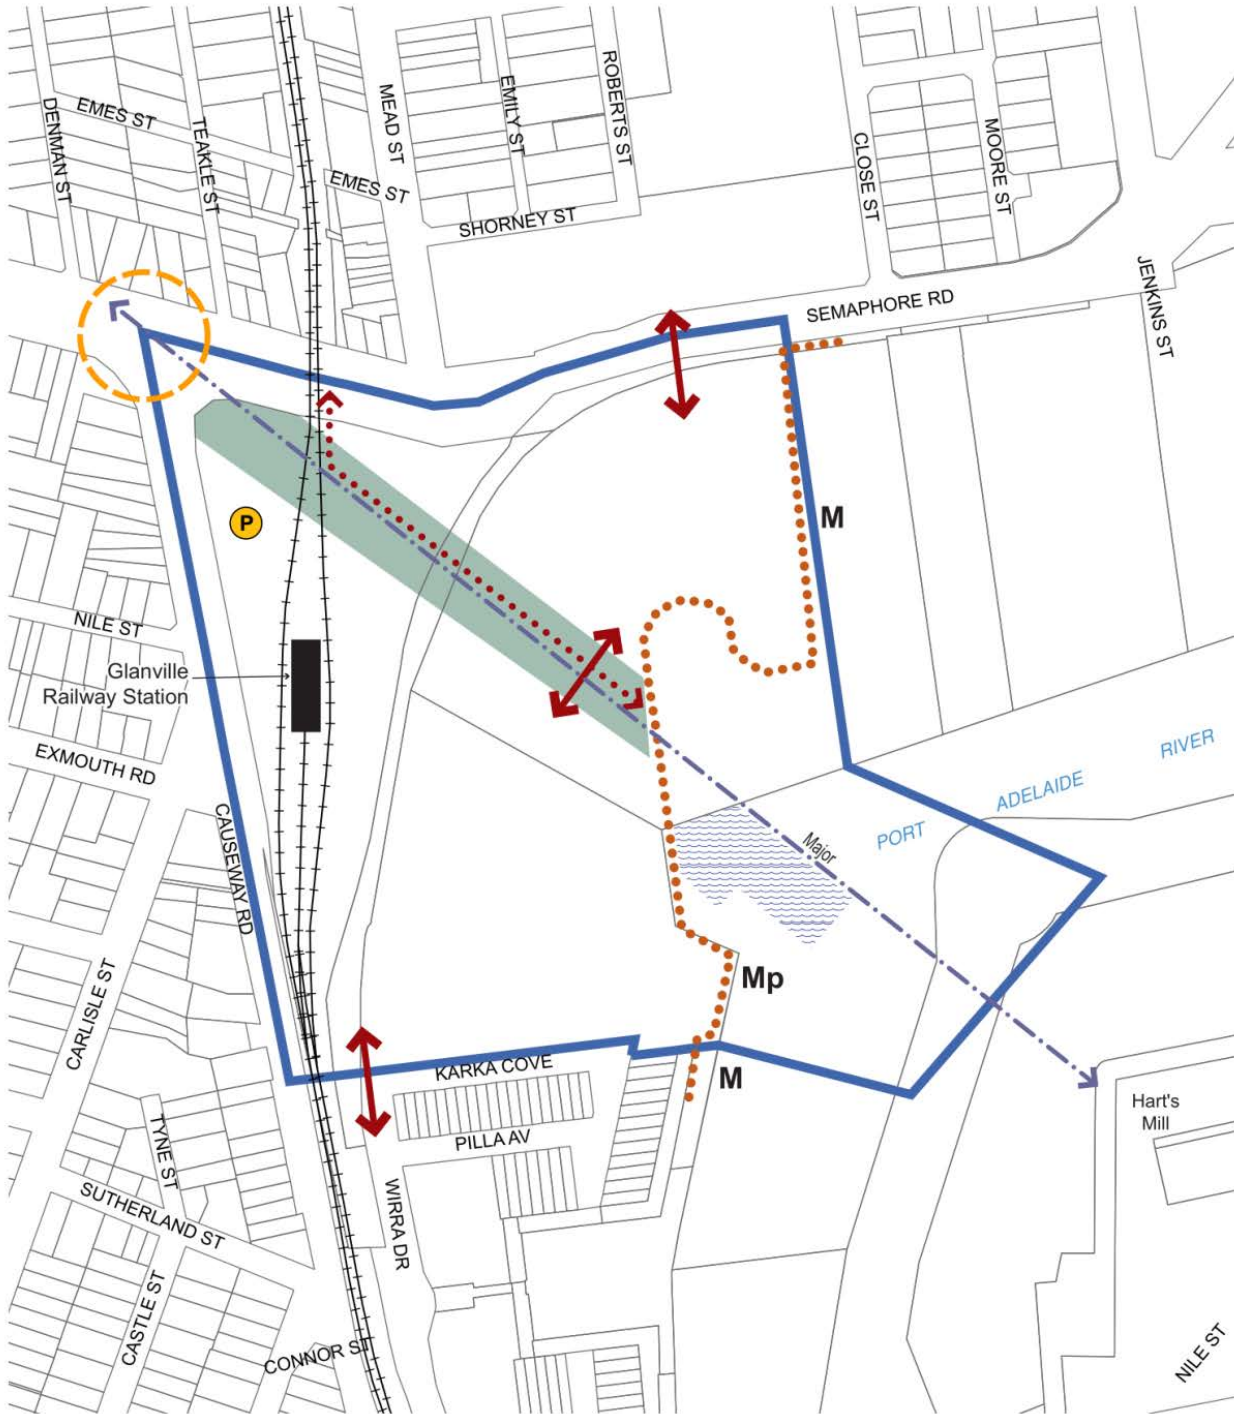 EMES ST
DENMAN ST
TEAKLE ST
MEAD ST
EMILY ST
ROBERTS ST
EMES ST
SHORNEY ST
CLOSE ST
MOORE ST
JENKINS ST
SEMAPHORE RD
P
M
NILE ST
Glanville
Railway Station
EXMOUTH RD
CAUSEWAY RD
RIVER
ADELAIDE
PORT
Major
CARLISLE ST
Mp
KARKA COVE
M
Hart's
Mill
PILLA AV
TYNE ST
SUTHERLAND ST
WIRRA DR
CASTLE ST
CONNOR ST
NILE ST